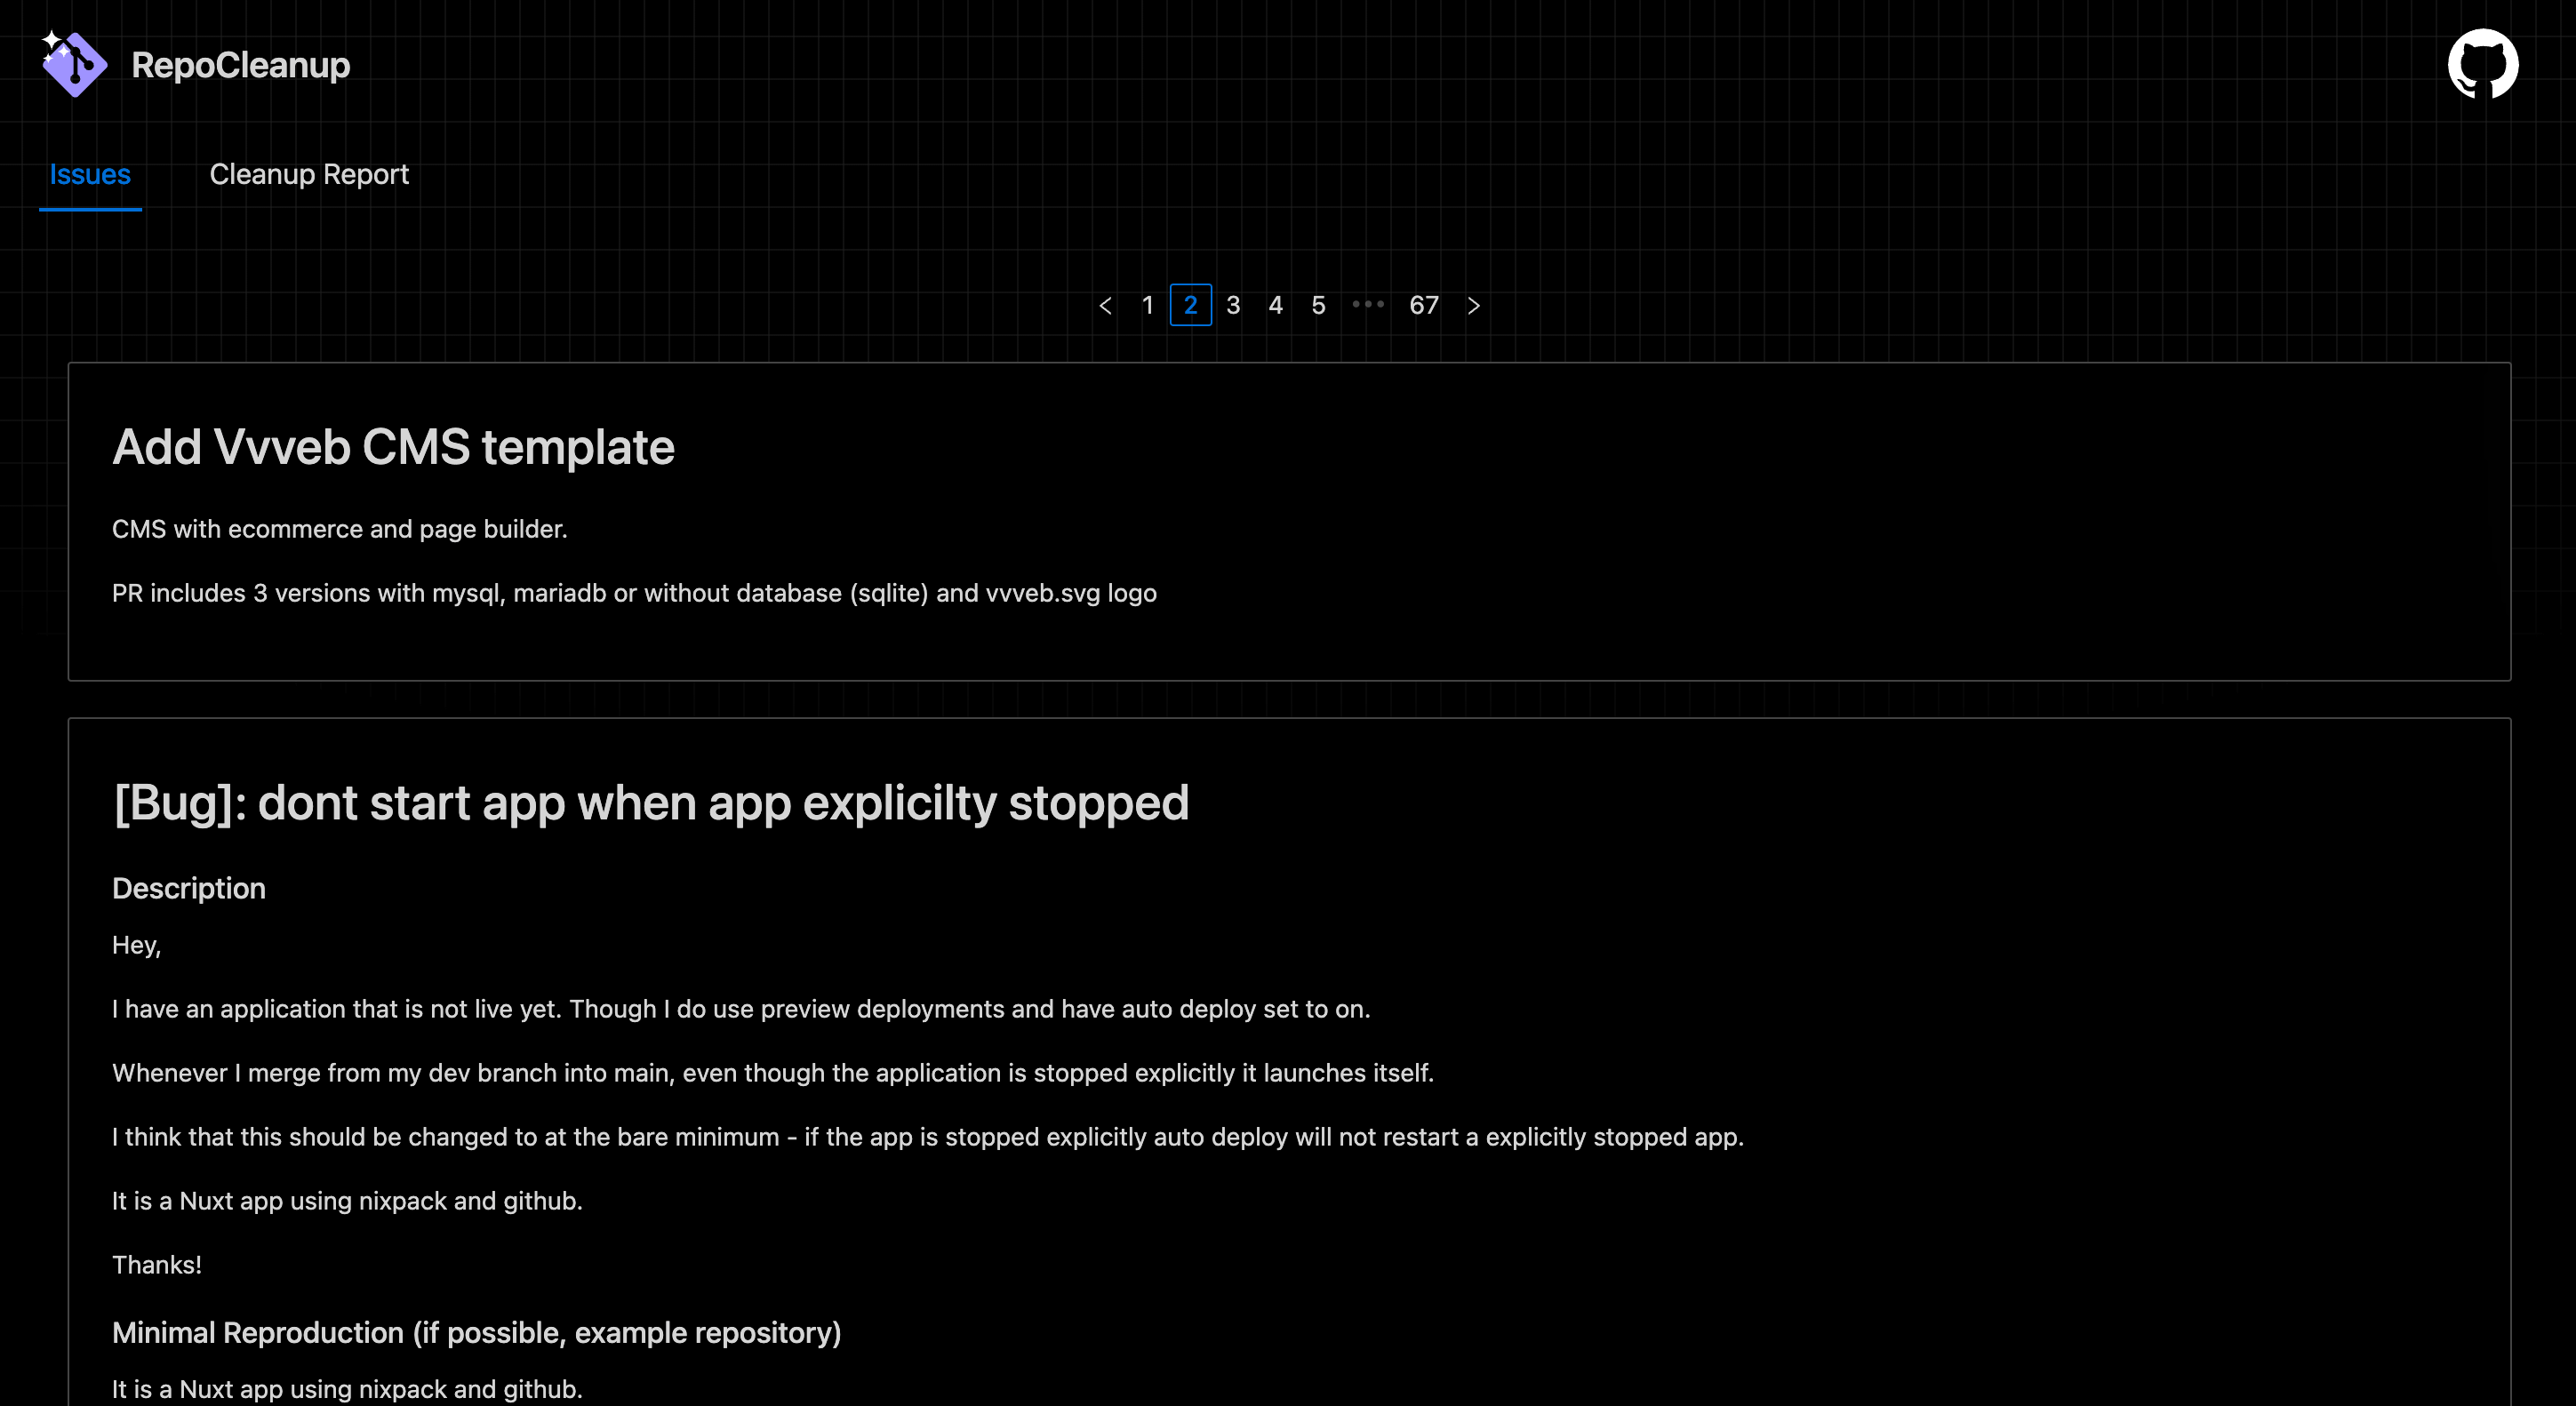 RepoCleanup
Issues
Cleanup Report
1 2 3 4 5 ••• 67
Add Vvveb CMS template
CMS with ecommerce and page builder.
PR includes 3 versions with mysql, mariadb or without database (sqlite) and vvveb.svg logo
[Bug]: dont start app when app explicilty stopped
Description
Hey,
I have an application that is not live yet. Though I do use preview deployments and have auto deploy set to on.
Whenever I merge from my dev branch into main, even though the application is stopped explicitly it launches itself.
I think that this should be changed to at the bare minimum - if the app is stopped explicitly auto deploy will not restart a explicitly stopped app.
It is a Nuxt app using nixpack and github.
Thanks!
Minimal Reproduction (if possible, example repository)
It is a Nuxt app using nixpack and github.